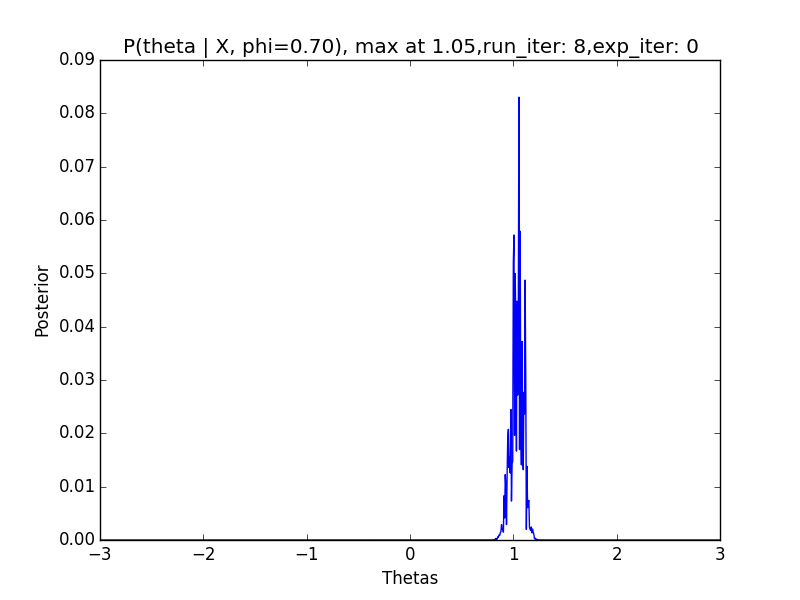 P(theta | X, phi=0.70), max at 1.05,run_iter: 8,exp_iter: 0
0.09
0.08
0.07
0.06
0.05
0.04
0.03
0.02
0.01
0.00
Posterior
−3 −2 −1 0 1 2 3
Thetas